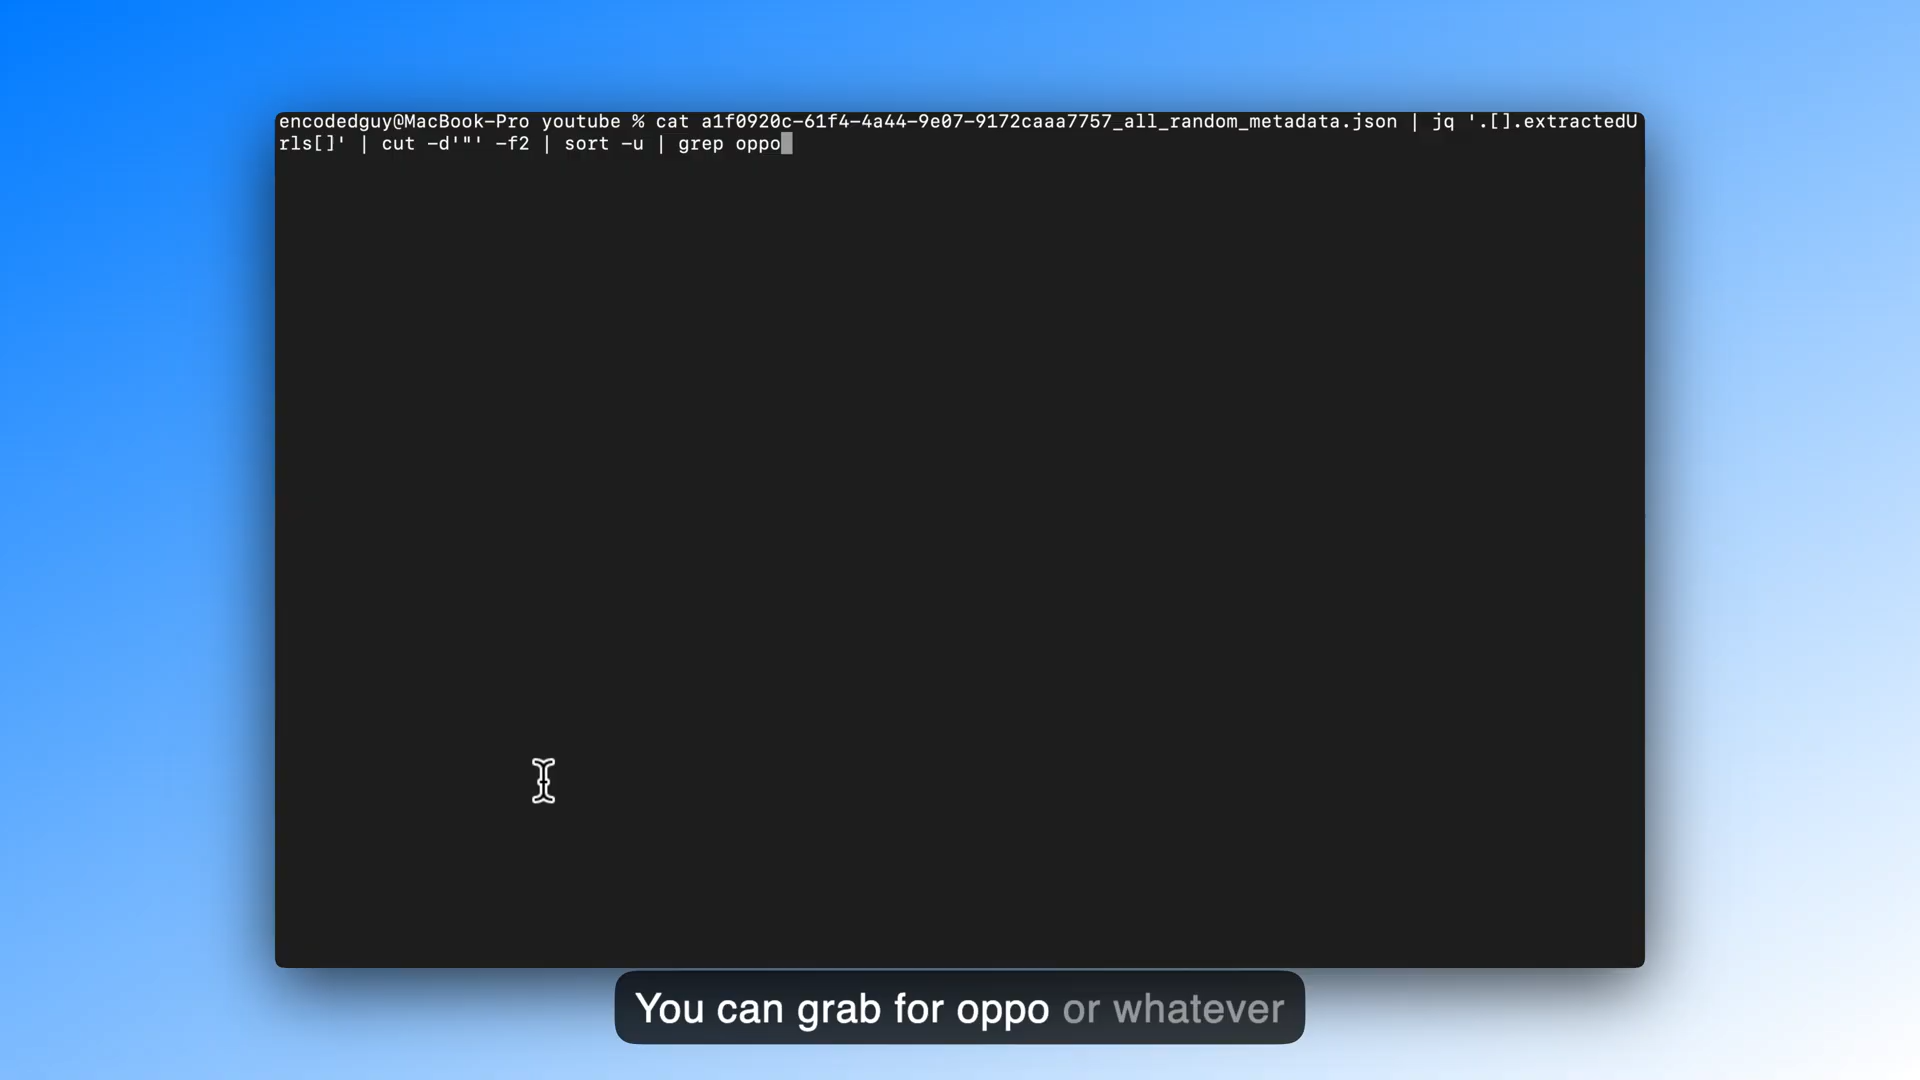 encodedguy@MacBook-Pro youtube % cat a1f0920c-61f4-4a44-9e07-9172caaa7757_all_random_metadata.json | jq '.[].extractedU
rls[]' | cut -d'"' -f2 | sort -u | grep oppo
You can grab for oppo or whatever